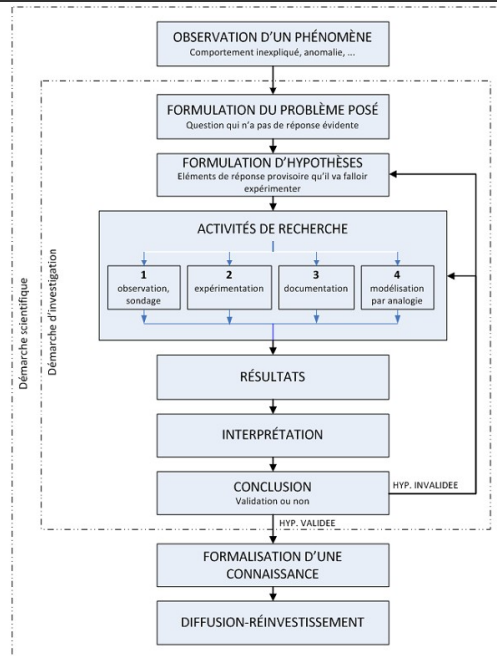 OBSERVATION D'UN PHÉNOMÈNE
Comportement inexpliqué, anomalie, ...
FORMULATION DU PROBLÈME POSÉ
Question qui n'a pas de réponse évidente
FORMULATION D'HYPOTHÈSES
Eléments de réponse provisoire qu'il va falloir
expérimenter
ACTIVITÉS DE RECHERCHE
1
observation,
sondage
2
expérimentation
3
documentation
4
modélisation
par analogie
RÉSULTATS
INTERPRÉTATION
CONCLUSION
Validation ou non
HYP. INVALIDEE
HYP. VALIDEE
FORMALISATION D'UNE
CONNAISSANCE
DIFFUSION-RÉINVESTISSEMENT
Démarche scientifique
Démarche d'investigation